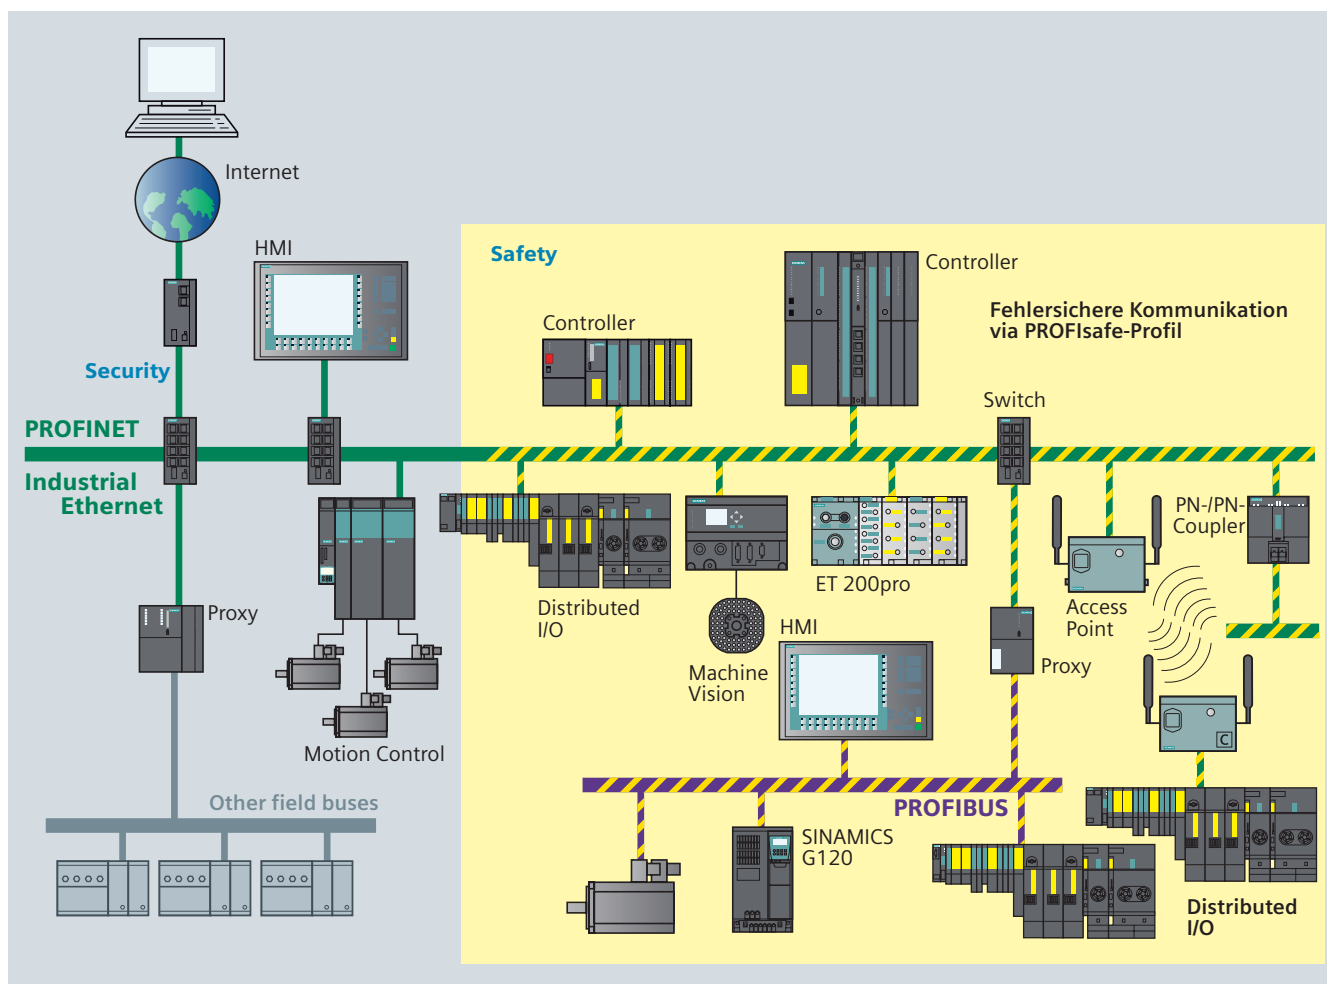 Internet
HMI
Safety
Controller
Controller
Fehlersichere Kommunikation
via PROFIsafe-Profil
Security
Switch
PROFINET
Industrial
Ethernet
PN-/PN-
Coupler
ET 200pro
Proxy
Distributed
I/O
Access
Point
HMI
Machine
Vision
Proxy
Motion Control
C
Other field buses
PROFIBUS
SINAMICS
G120
Distributed
I/O